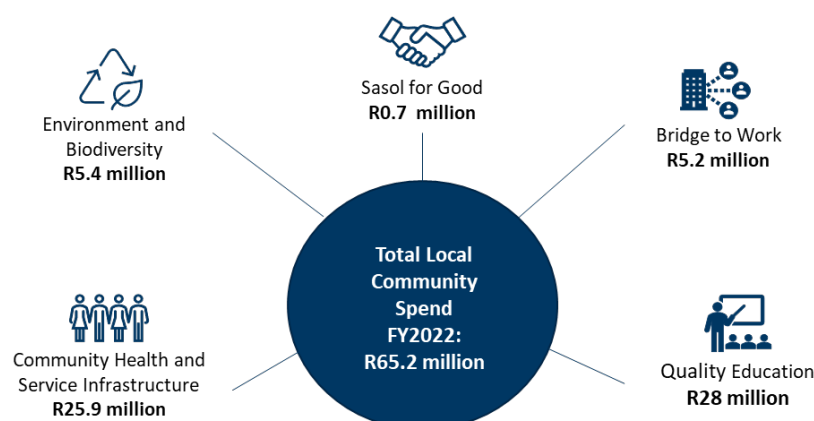 Sasol for Good
R0.7 million
Environment and
Biodiversity
R5.4 million
Bridge to Work
R5.2 million
Total Local
Community
Spend
FY2022:
R65.2 million
Community Health and
Service Infrastructure
R25.9 million
Quality Education
R28 million